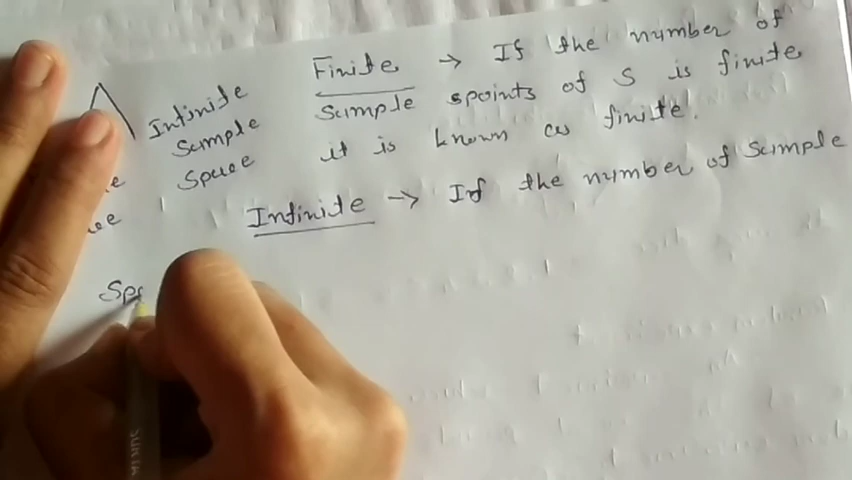 Finite → If the number of
sample spoints of S is finite
it is known as finite.
Infinite
Sample
Space
Infinite → If the number of sample
Sp